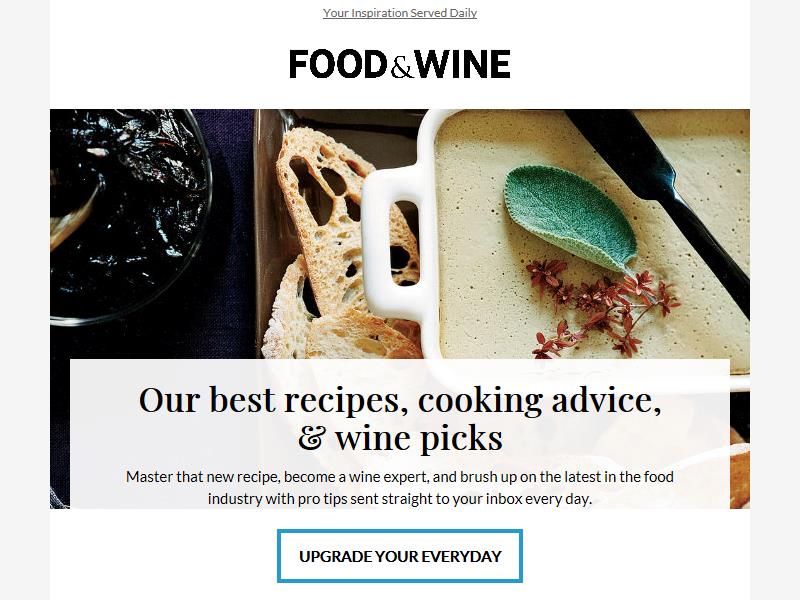 Your Inspiration Served Daily
FOOD&WINE
Our best recipes, cooking advice,
& wine picks
Master that new recipe, become a wine expert, and brush up on the latest in the food
industry with pro tips sent straight to your inbox every day.
UPGRADE YOUR EVERYDAY